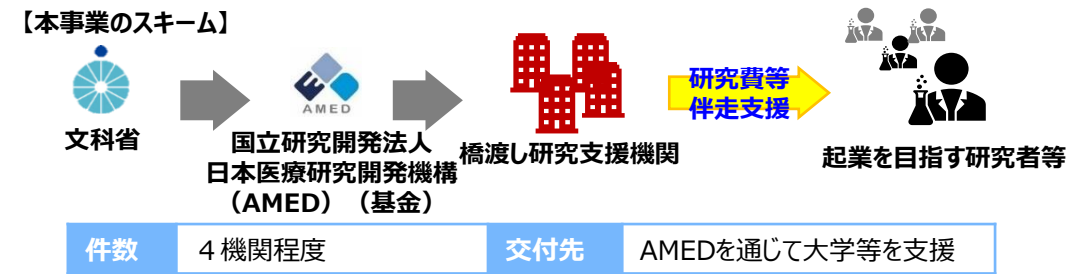 【本事業のスキーム】
AMED
研究費等
伴走支援
文科省
国立研究開発法人
日本医療研究開発機構
（AMED）（基金）
橋渡し研究支援機関
起業を目指す研究者等
件数 ４機関程度 交付先 AMEDを通じて大学等を支援